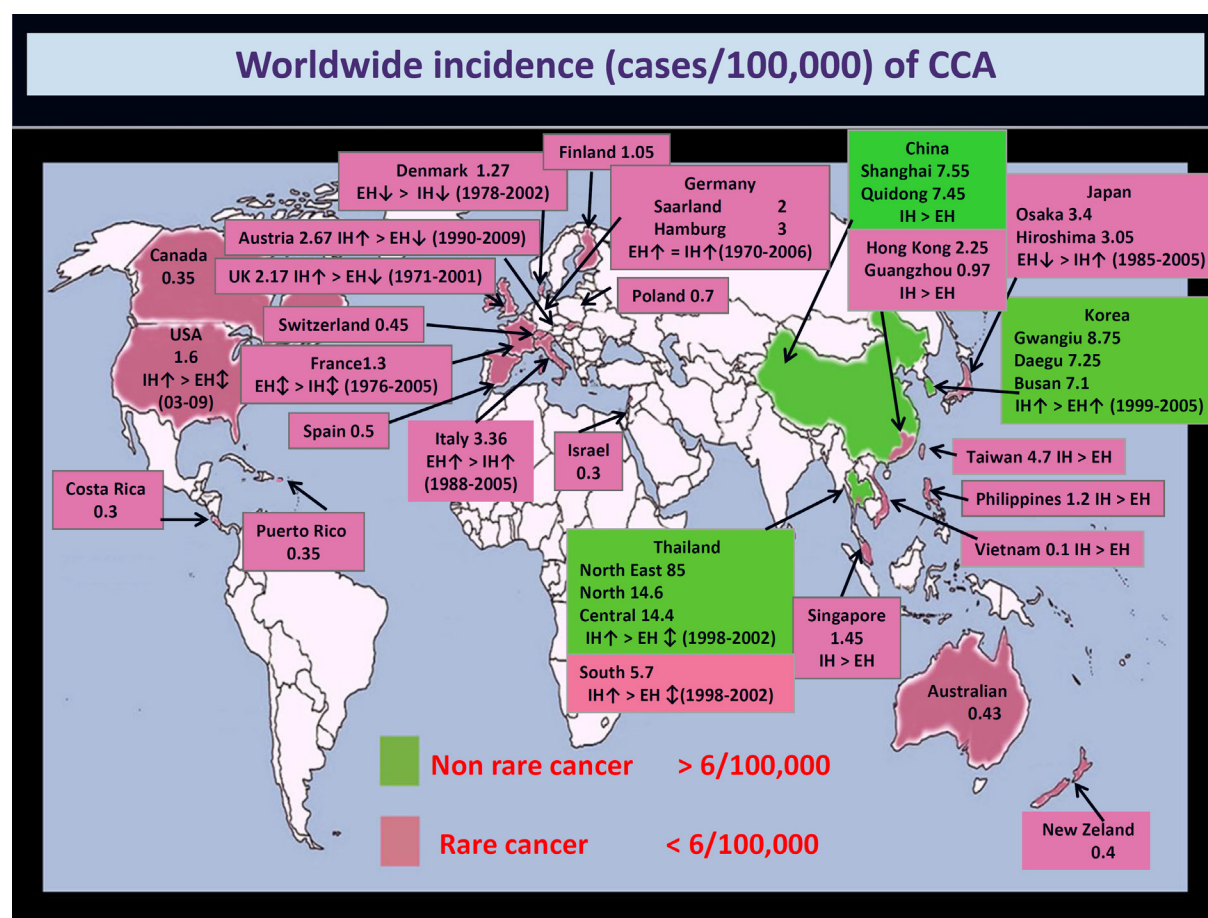 Worldwide incidence (cases/100,000) of CCA
Finland 1.05
Denmark 1.27
EH↓ > IH↓ (1978-2002)
Germany
Saarland 2
Hamburg 3
EH↑ = IH↑(1970-2006)
China
Shanghai 7.55
Quidong 7.45
IH > EH
Hong Kong 2.25
Guangzhou 0.97
IH > EH
Japan
Osaka 3.4
Hiroshima 3.05
EH↓ > IH↑ (1985-2005)
Austria 2.67 IH↑ > EH↓ (1990-2009)
Canada
0.35
UK 2.17 IH↑ > EH↓ (1971-2001)
Poland 0.7
Switzerland 0.45
USA
1.6
IH↑ > EH↕
(03-09)
France1.3
EH↕ > IH↕ (1976-2005)
Korea
Gwangiu 8.75
Daegu 7.25
Busan 7.1
IH↑ > EH↑ (1999-2005)
Spain 0.5
Italy 3.36
EH↑ > IH↑
(1988-2005)
Israel
0.3
Taiwan 4.7 IH > EH
Philippines 1.2 IH > EH
Vietnam 0.1 IH > EH
Costa Rica
0.3
Puerto Rico
0.35
Thailand
North East 85
North 14.6
Central 14.4
IH↑ > EH ↕ (1998-2002)
South 5.7
IH↑ > EH ↕(1998-2002)
Singapore
1.45
IH > EH
Australian
0.43
New Zeland
0.4
Non rare cancer > 6/100,000
Rare cancer < 6/100,000